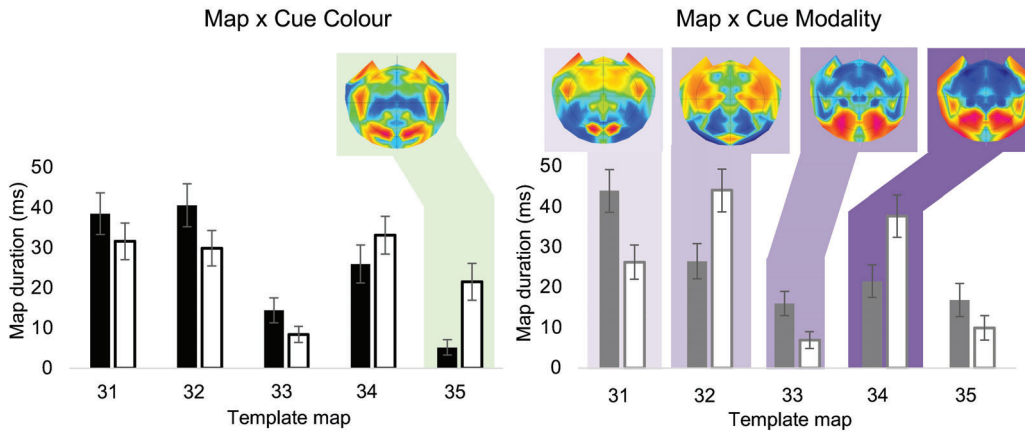 Map x Cue Colour
Map duration (ms)
50
40
30
20
10
0
31 32 33 34 35
Template map
Map x Cue Modality
Map duration (ms)
50
40
30
20
10
0
31 32 33 34 35
Template map